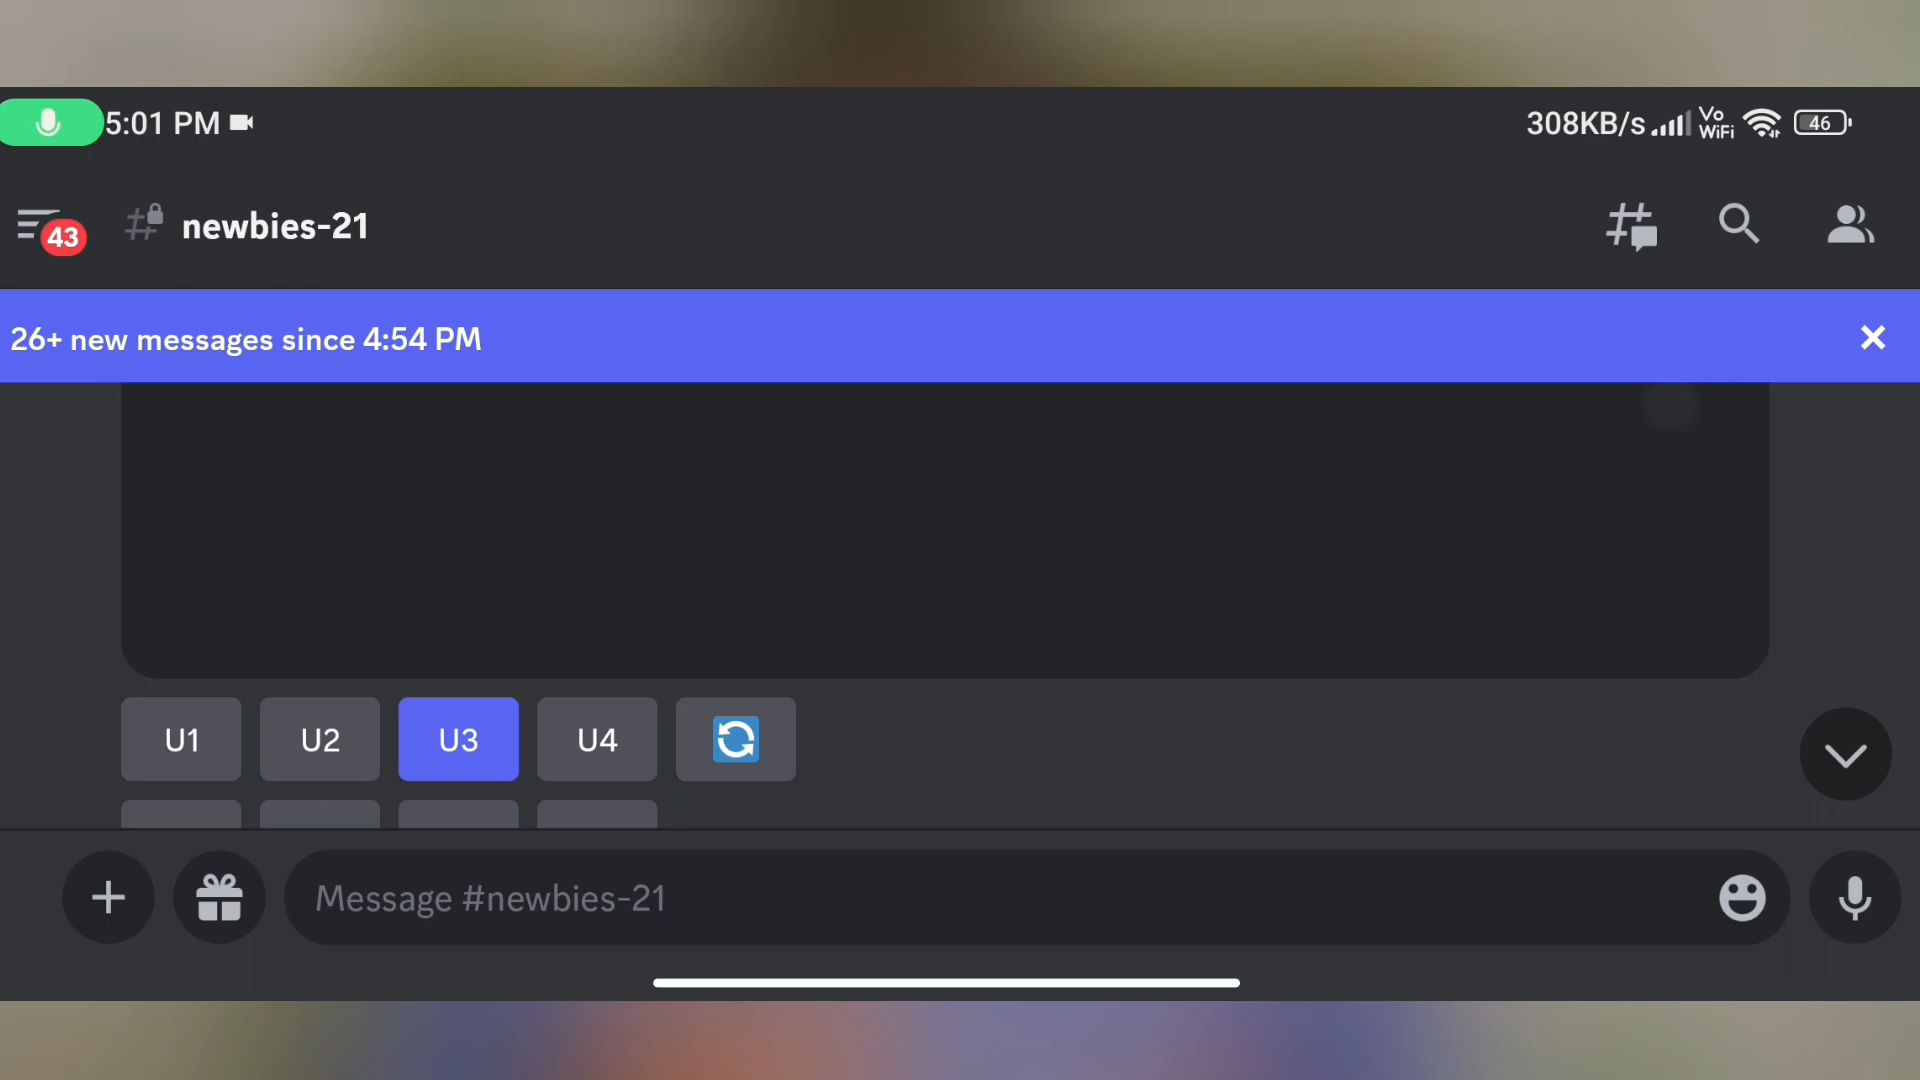 5:01 PM
308KB/s Vo WiFi 46
43
newbies-21
26+ new messages since 4:54 PM
U1 U2 U3 U4
Message #newbies-21